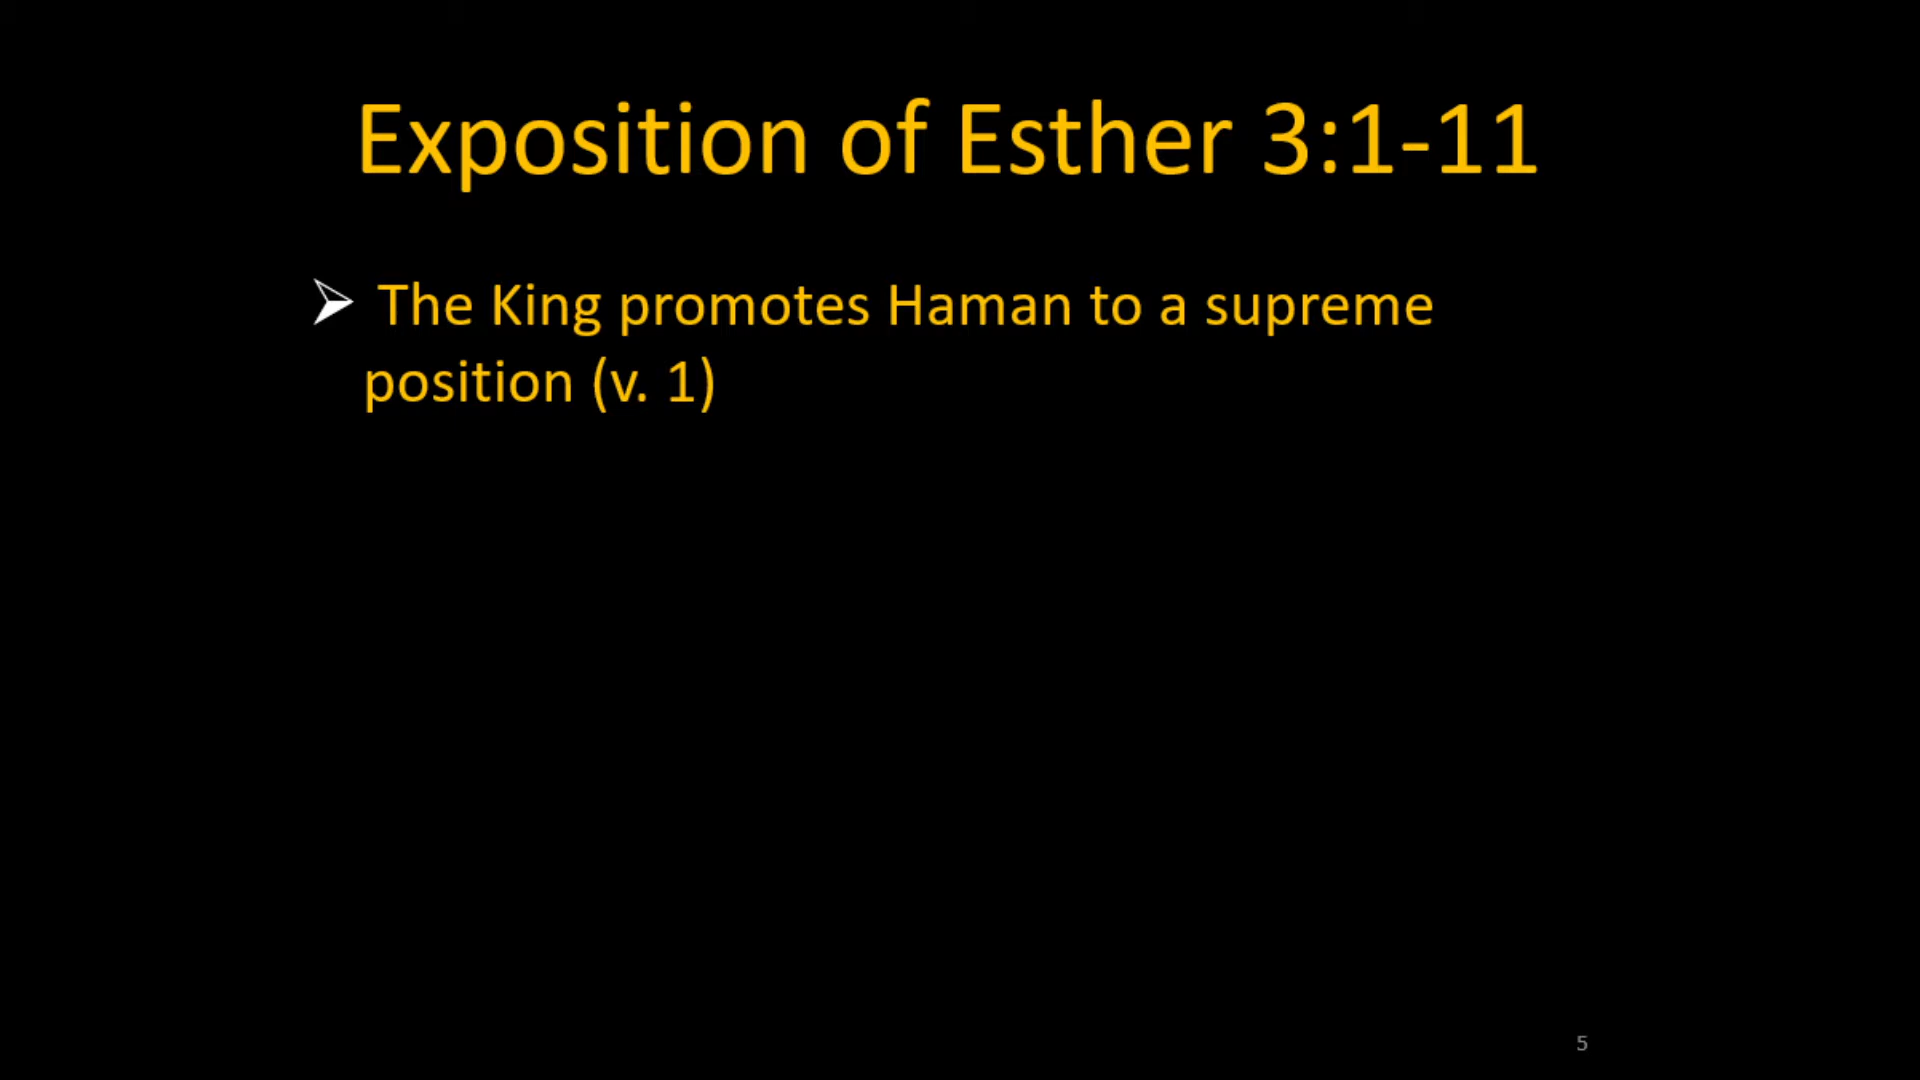 Exposition of Esther 3:1-11
➢ The King promotes Haman to a supreme
position (v. 1)
5